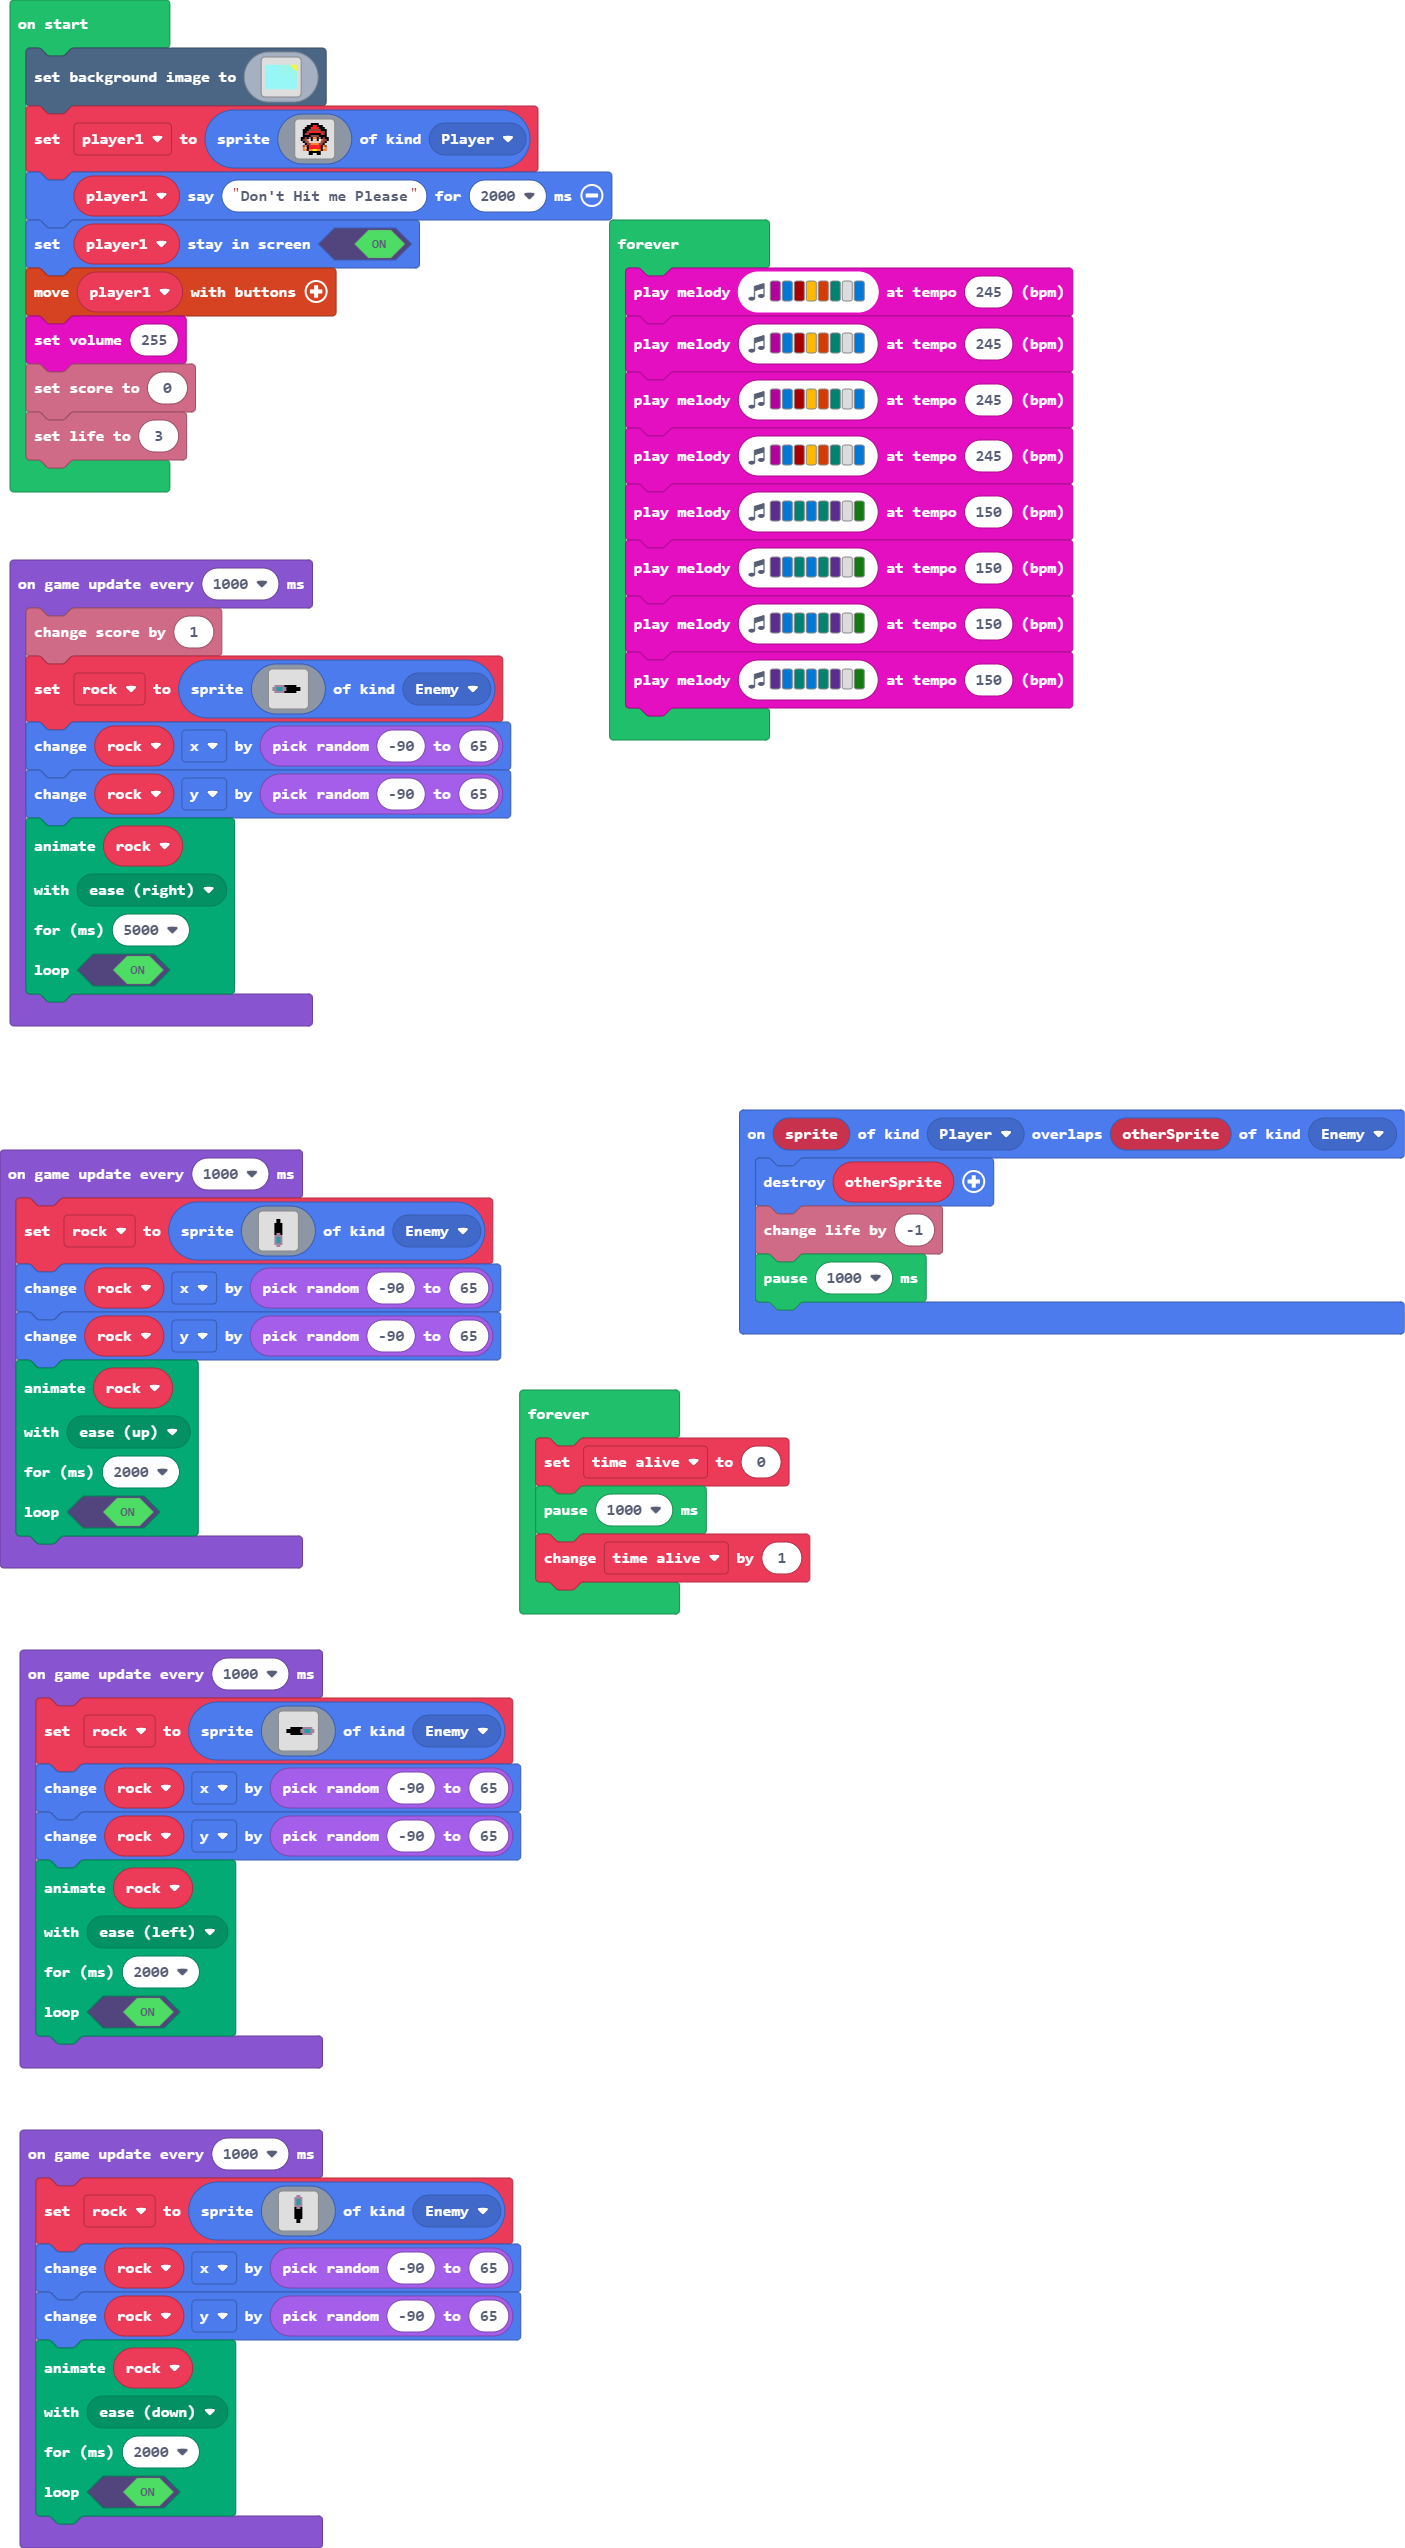 on start
set background image to
set player1 to sprite of kind Player
player1 say "Don't Hit me Please" for 2000 ms
set player1 stay in screen ON
move player1 with buttons
set volume 255
set score to 0
set life to 3
forever
play melody at tempo 245 (bpm)
play melody at tempo 245 (bpm)
play melody at tempo 245 (bpm)
play melody at tempo 245 (bpm)
play melody at tempo 150 (bpm)
play melody at tempo 150 (bpm)
play melody at tempo 150 (bpm)
play melody at tempo 150 (bpm)
on game update every 1000 ms
change score by 1
set rock to sprite of kind Enemy
change rock x by pick random -90 to 65
change rock y by pick random -90 to 65
animate rock
with ease (right)
for (ms) 5000
loop ON
on sprite of kind Player overlaps otherSprite of kind Enemy
destroy otherSprite
change life by -1
pause 1000 ms
on game update every 1000 ms
set rock to sprite of kind Enemy
change rock x by pick random -90 to 65
change rock y by pick random -90 to 65
animate rock
with ease (up)
for (ms) 2000
loop ON
forever
set time alive to 0
pause 1000 ms
change time alive by 1
on game update every 1000 ms
set rock to sprite of kind Enemy
change rock x by pick random -90 to 65
change rock y by pick random -90 to 65
animate rock
with ease (left)
for (ms) 2000
loop ON
on game update every 1000 ms
set rock to sprite of kind Enemy
change rock x by pick random -90 to 65
change rock y by pick random -90 to 65
animate rock
with ease (down)
for (ms) 2000
loop ON